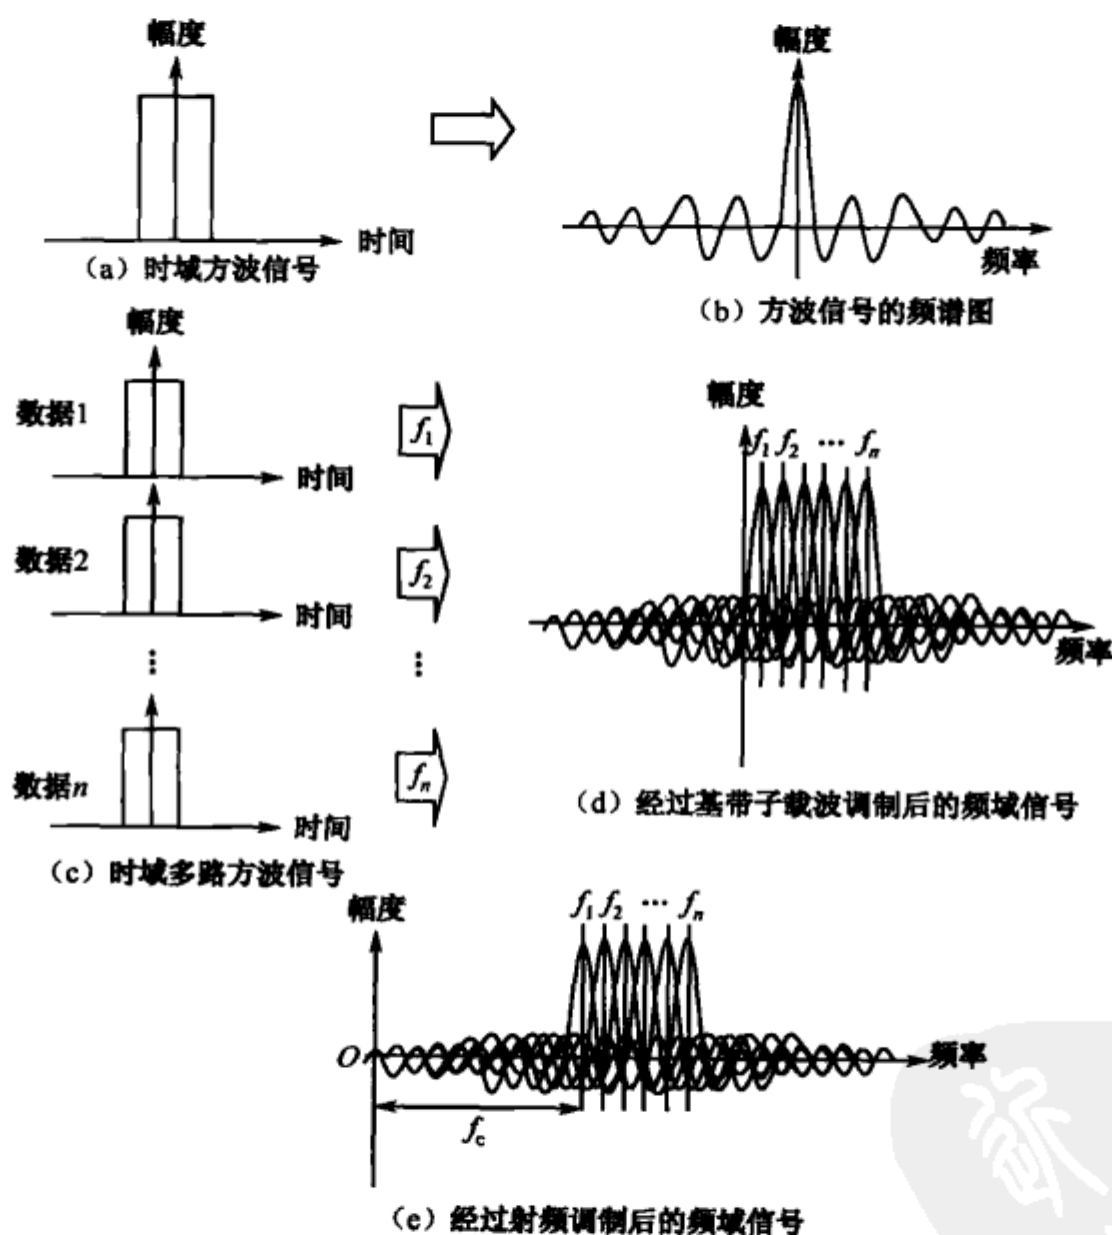 幅度
时间
(a) 时域方波信号
幅度
频率
(b) 方波信号的频谱图
幅度
数据1
f1
时间
数据2
f2
时间
⋮
⋮
数据n
fn
时间
(c) 时域多路方波信号
幅度
f1 f2 … fn
频率
(d) 经过基带子载波调制后的频域信号
幅度
f1 f2 … fn
O
频率
fc
(e) 经过射频调制后的频域信号